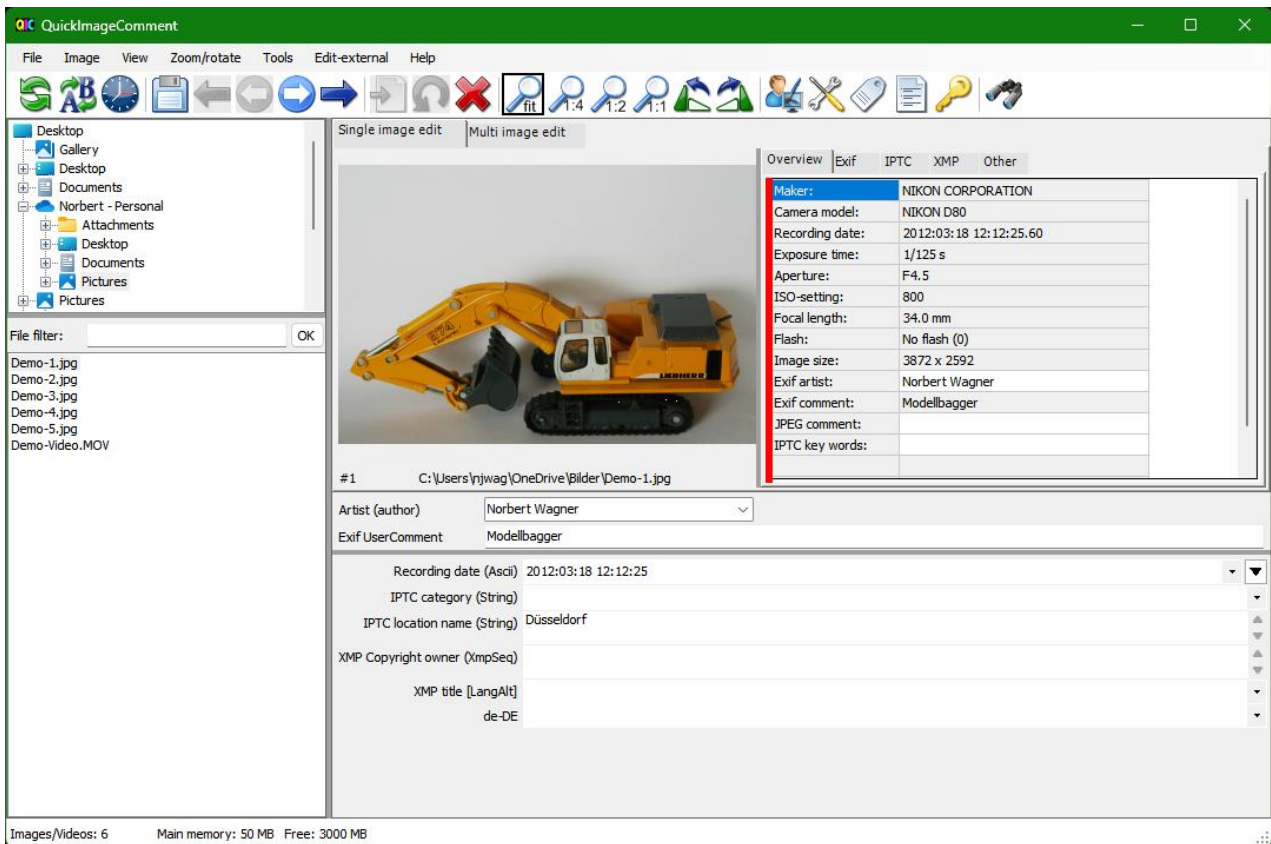 QuickImageComment
File Image View Zoom/rotate Tools Edit-external Help
fit 1:4 1:2 1:1
Desktop
Gallery
Desktop
Documents
Norbert - Personal
Attachments
Desktop
Documents
Pictures
Pictures
File filter: OK
Demo-1.jpg
Demo-2.jpg
Demo-3.jpg
Demo-4.jpg
Demo-5.jpg
Demo-Video.MOV
Single image edit Multi image edit
974
LIEBHERR
#1 C:\Users\njwag\OneDrive\Bilder\Demo-1.jpg
Overview Exif IPTC XMP Other
Maker: NIKON CORPORATION
Camera model: NIKON D80
Recording date: 2012:03:18 12:12:25.60
Exposure time: 1/125 s
Aperture: F4.5
ISO-setting: 800
Focal length: 34.0 mm
Flash: No flash (0)
Image size: 3872 x 2592
Exif artist: Norbert Wagner
Exif comment: Modellbagger
JPEG comment:
IPTC key words:
Artist (author) Norbert Wagner
Exif UserComment Modellbagger
Recording date (Ascii) 2012:03:18 12:12:25
IPTC category (String)
IPTC location name (String) Düsseldorf
XMP Copyright owner (XmpSeq)
XMP title [LangAlt]
de-DE
Images/Videos: 6 Main memory: 50 MB Free: 3000 MB